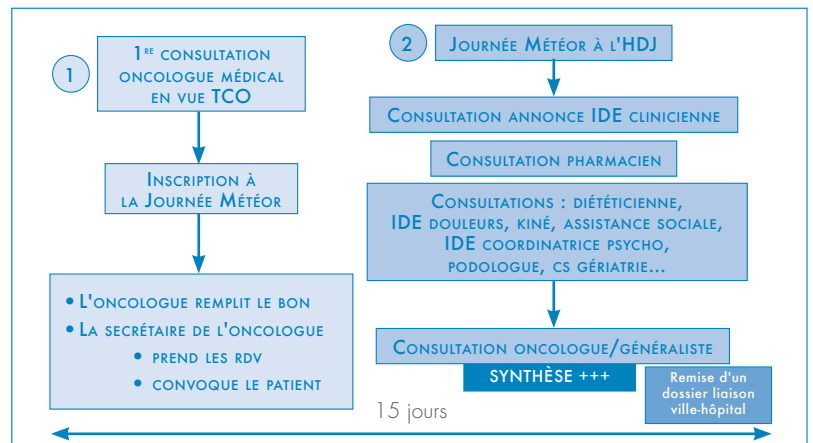 1
1RE CONSULTATION
ONCOLOGUE MÉDICAL
EN VUE TCO
INSCRIPTION À
LA JOURNÉE MÉTÉOR
• L'ONCOLOGUE REMPLIT LE BON
• LA SECRÉTAIRE DE L'ONCOLOGUE
• PREND LES RDV
• CONVOQUE LE PATIENT
2
JOURNÉE MÉTÉOR À L'HDJ
CONSULTATION ANNONCE IDE CLINICIENNE
CONSULTATION PHARMACIEN
CONSULTATIONS : DIÉTÉTICIENNE,
IDE DOULEURS, KINÉ, ASSISTANCE SOCIALE,
IDE COORDINATRICE PSYCHO,
PODOLOGUE, CS GÉRIATRIE...
CONSULTATION ONCOLOGUE/GÉNÉRALISTE
SYNTHÈSE +++
Remise d'un
dossier liaison
ville-hôpital
15 jours